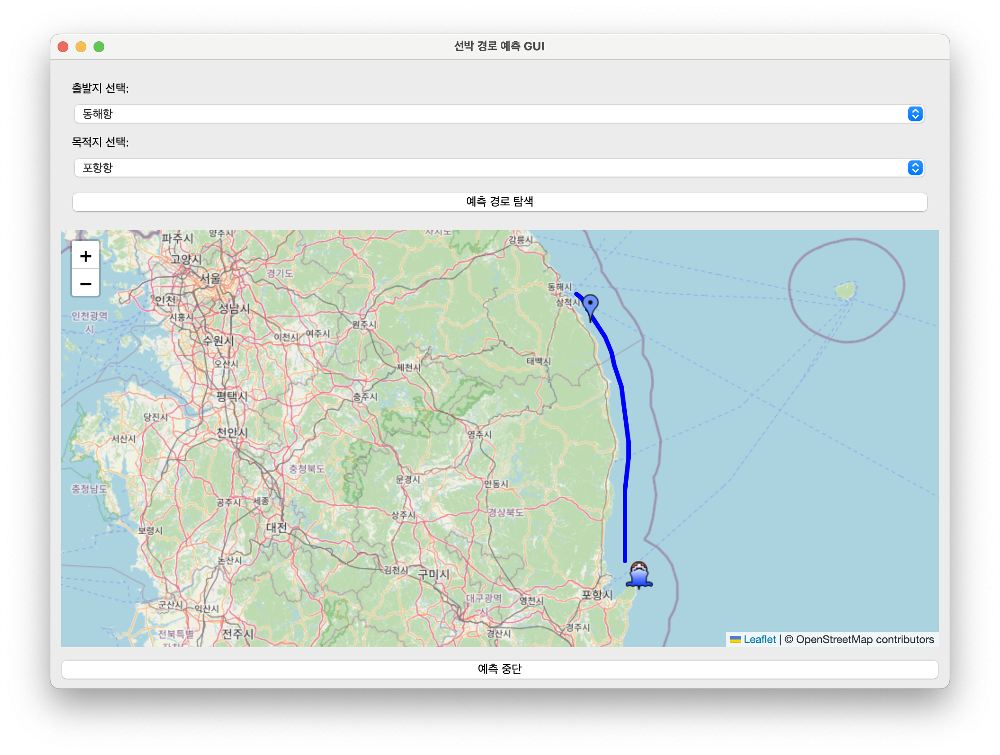 선박 경로 예측 GUI
출발지 선택:
동해항
목적지 선택:
포항항
예측 경로 탐색
+
−
파주시
양주시
자치도
강릉시
고양시
경기도
서울
동해시
인천
성남시
삼척시
인천광역
시
시흥시
원주시
이천시
여주시
수원시
오산시
제천시
태백시
평택시
충주시
당진시
천안시
영주시
서산시
충청북도
문경시
안동시
충청남도
공주시
세종
상주시
경상북도
대전
보령시
논산시
김천시
구미시
포항시
대구광역
시
영천시
군산시
익산시
경주시
전북특별
자치도
전주시
경산시
Leaflet | © OpenStreetMap contributors
예측 중단